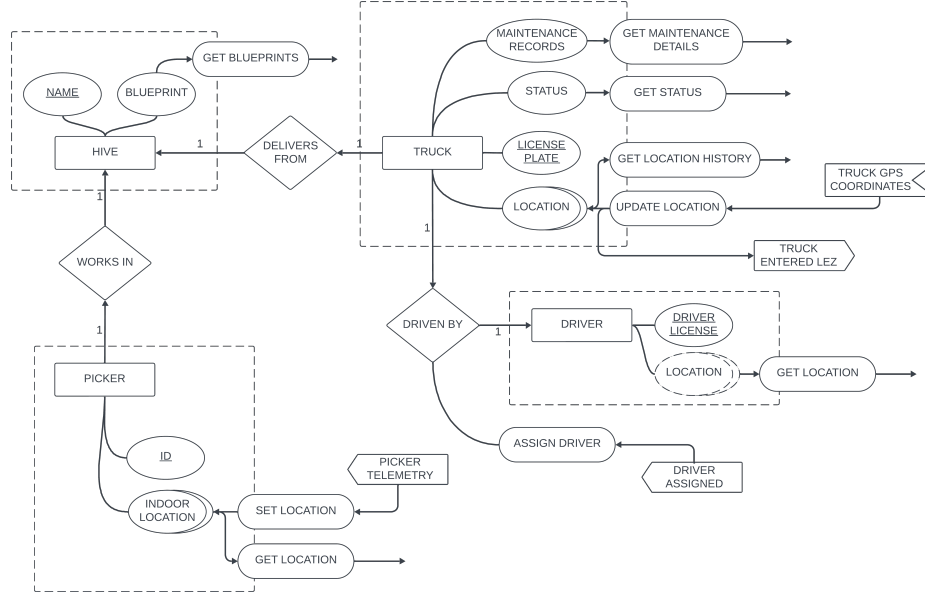 MAINTENANCE
RECORDS
GET MAINTENANCE
DETAILS
GET BLUEPRINTS
NAME
BLUEPRINT
STATUS
GET STATUS
HIVE
1
DELIVERS
FROM
1
TRUCK
LICENSE
PLATE
GET LOCATION HISTORY
TRUCK GPS
COORDINATES
1
LOCATION
UPDATE LOCATION
1
TRUCK
ENTERED LEZ
WORKS IN
1
DRIVEN BY
1
DRIVER
DRIVER
LICENSE
PICKER
LOCATION
GET LOCATION
ID
ASSIGN DRIVER
PICKER
TELEMETRY
DRIVER
ASSIGNED
INDOOR
LOCATION
SET LOCATION
GET LOCATION